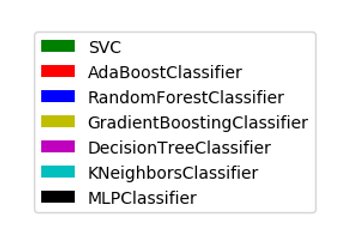 SVC
AdaBoostClassifier
RandomForestClassifier
GradientBoostingClassifier
DecisionTreeClassifier
KNeighborsClassifier
MLPClassifier